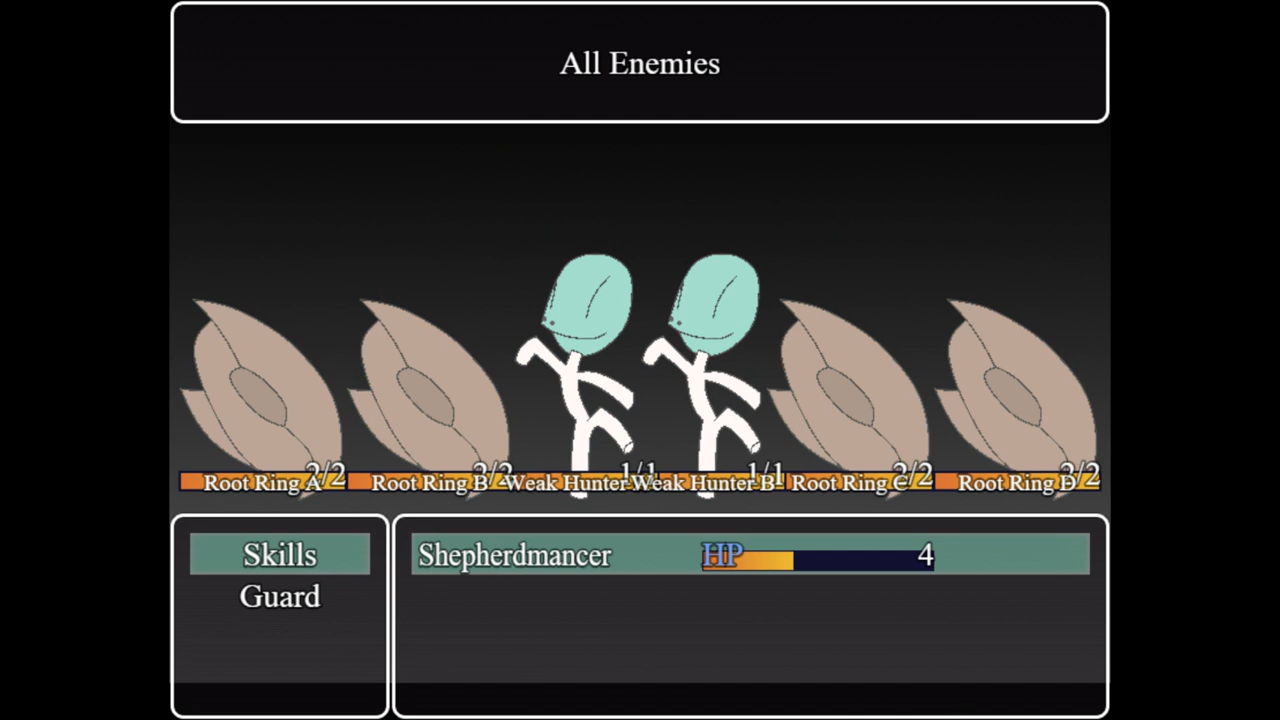 All Enemies
2/2 2/2 1/1 1/1 2/2 2/2
Root Ring A Root Ring B Weak Hunter Weak Hunter B Root Ring C Root Ring D
Skills
Guard
Shepherdmancer HP 4